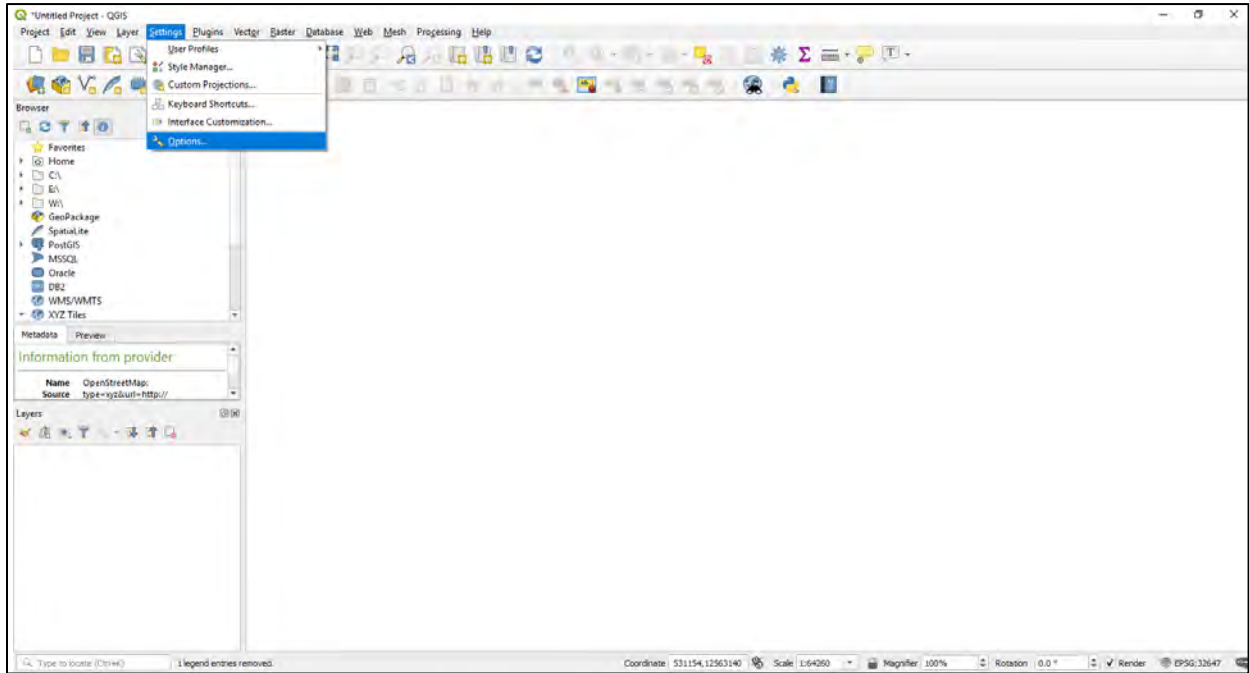 *Untitled Project - QGIS
Project Edit View Layer Settings Plugins Vector Raster Database Web Mesh Processing Help
User Profiles
Style Manager...
Custom Projections...
Keyboard Shortcuts...
Interface Customization...
Options...
Browser
Favorites
Home
C:\
E:\
W:\
GeoPackage
SpatiaLite
PostGIS
MSSQL
Oracle
DB2
WMS/WMTS
XYZ Tiles
Metadata Preview
Information from provider
Name OpenStreetMap:
Source type=xyz&url=http://
Layers
Type to locate (Ctrl+K) 1 legend entries removed. Coordinate 531154,12563140 Scale 1:64260 Magnifier 100% Rotation 0.0 ° Render EPSG:32647